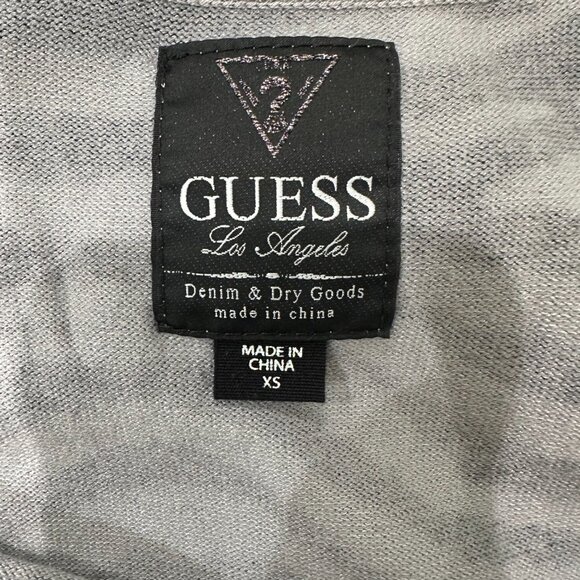 ?
GUESS
Los Angeles
Denim & Dry Goods
made in china
MADE IN
CHINA
XS